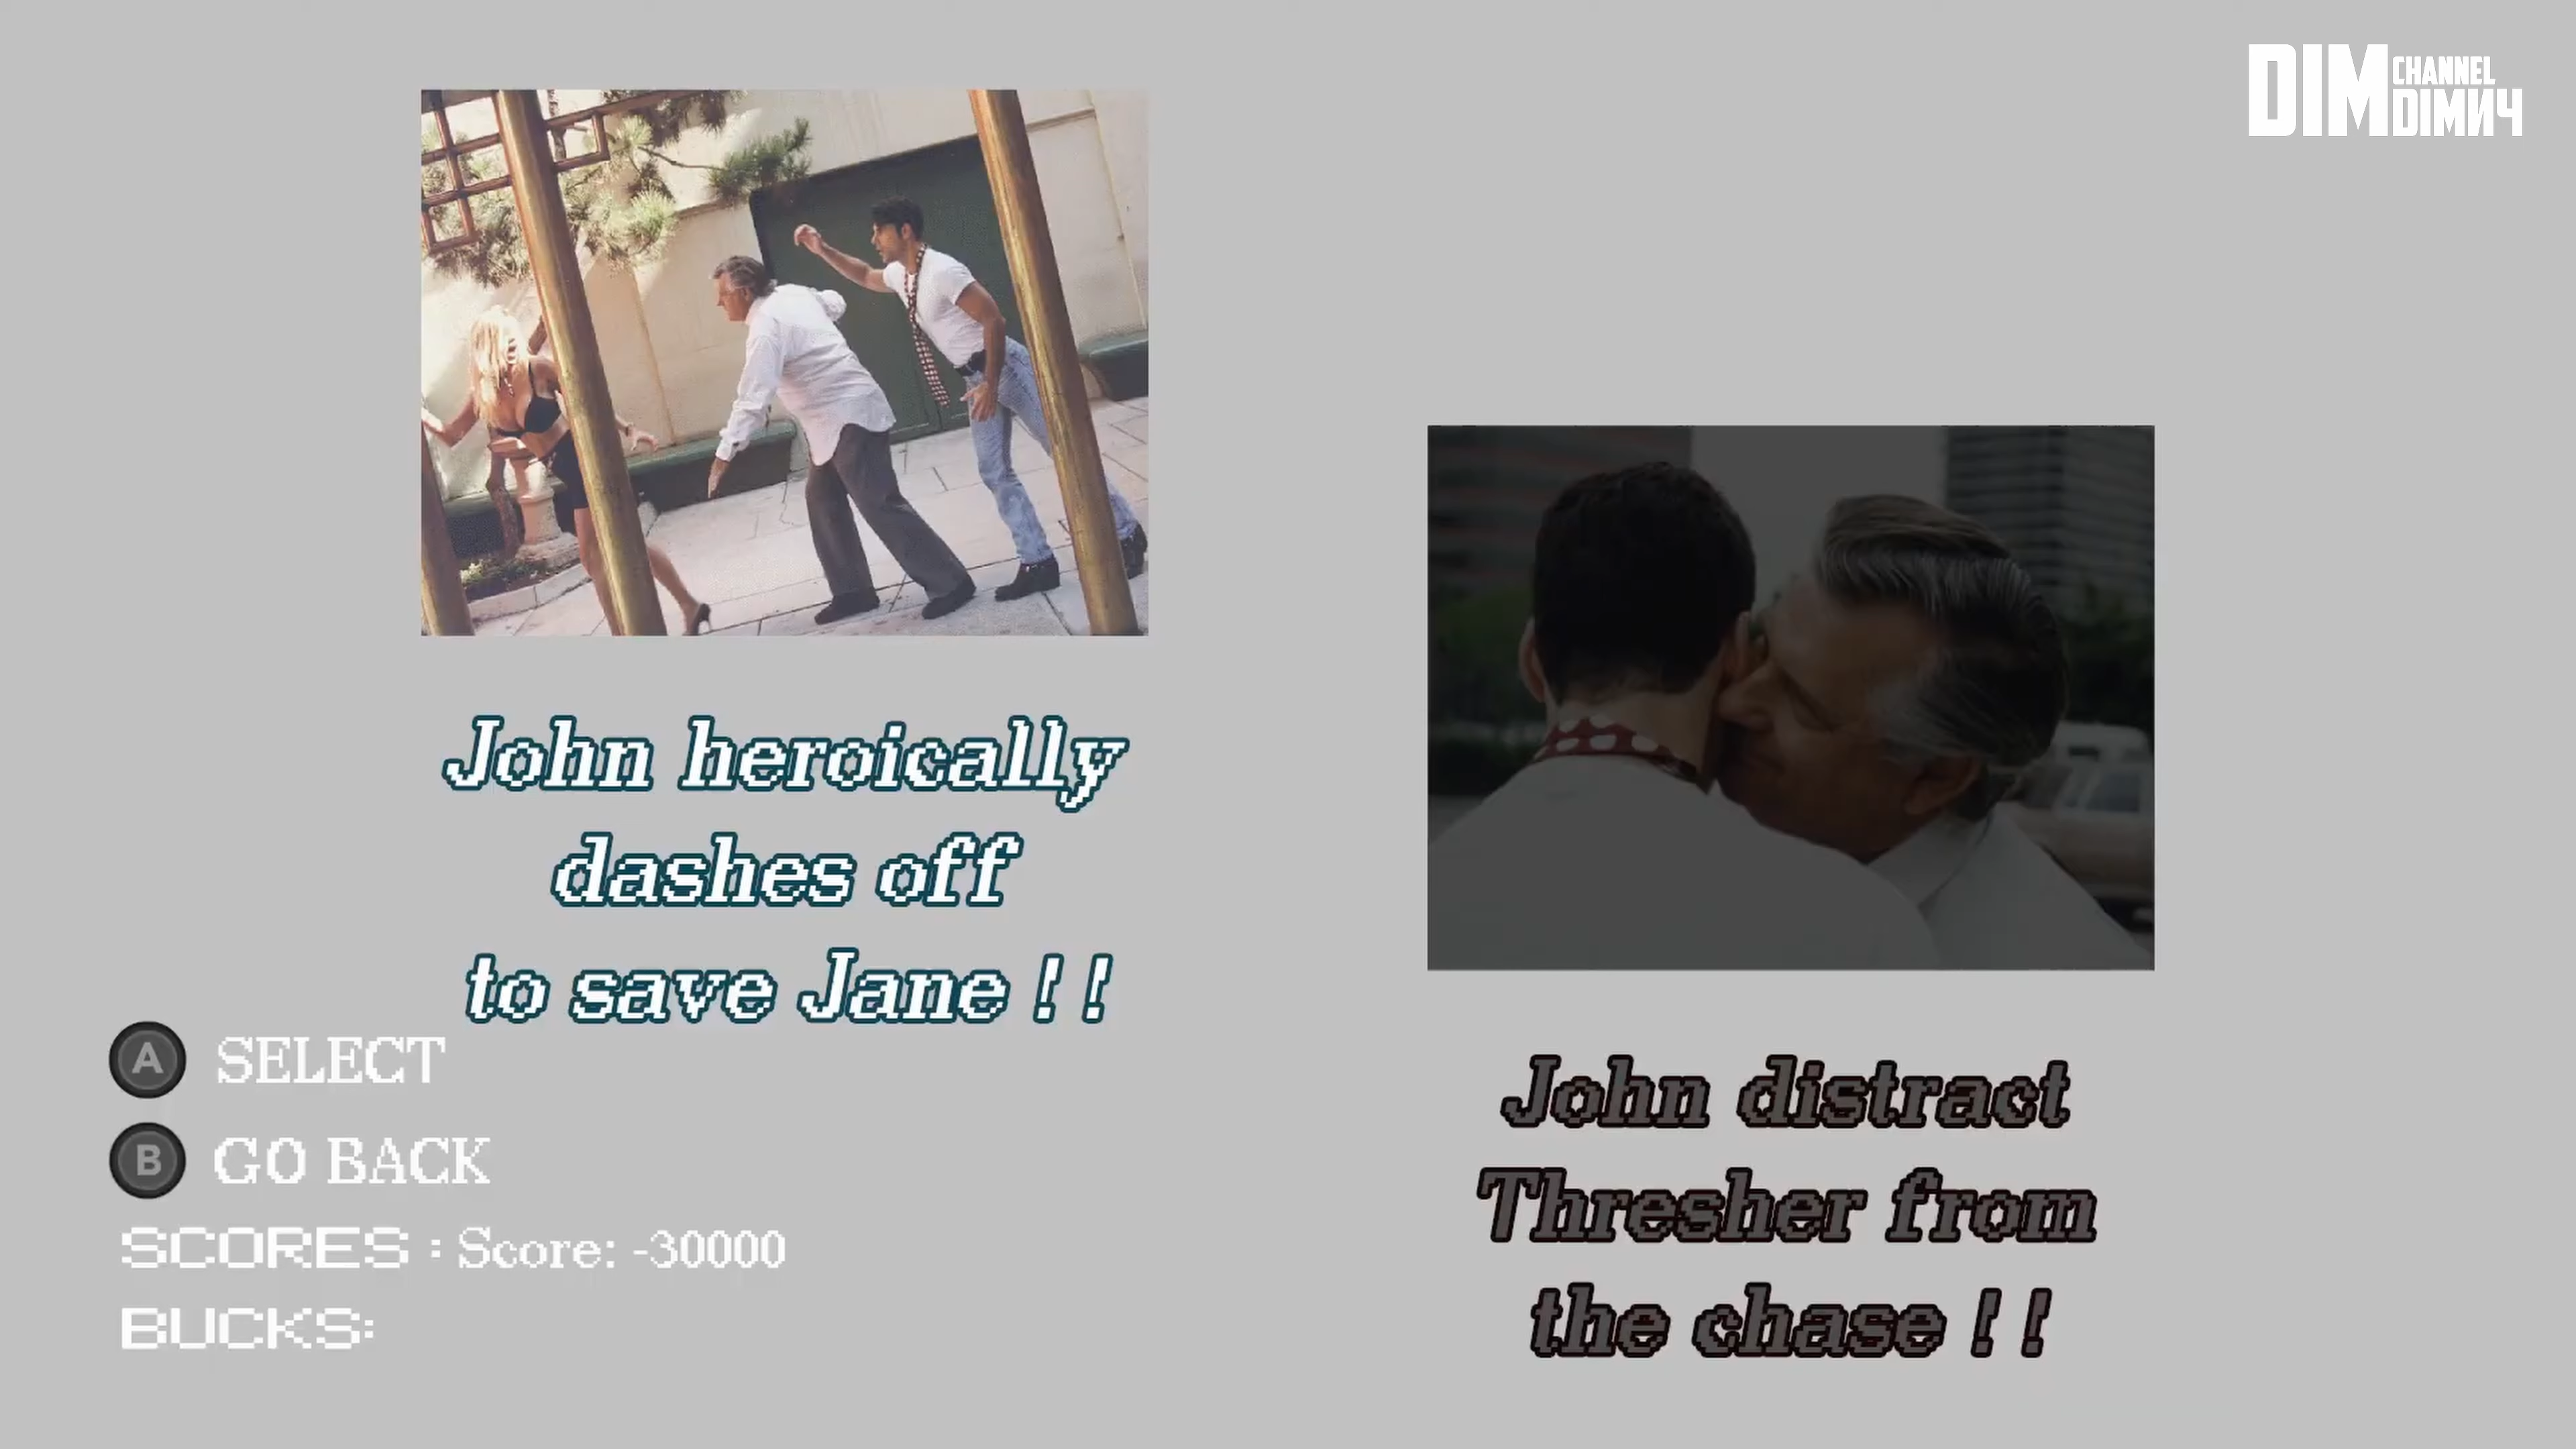 DIM CHANNEL
DIMИЧ
John heroically
dashes off
to save Jane ! !
A SELECT
B GO BACK
SCORES : Score: -30000
BUCKS:
John distract
Thresher from
the chase ! !